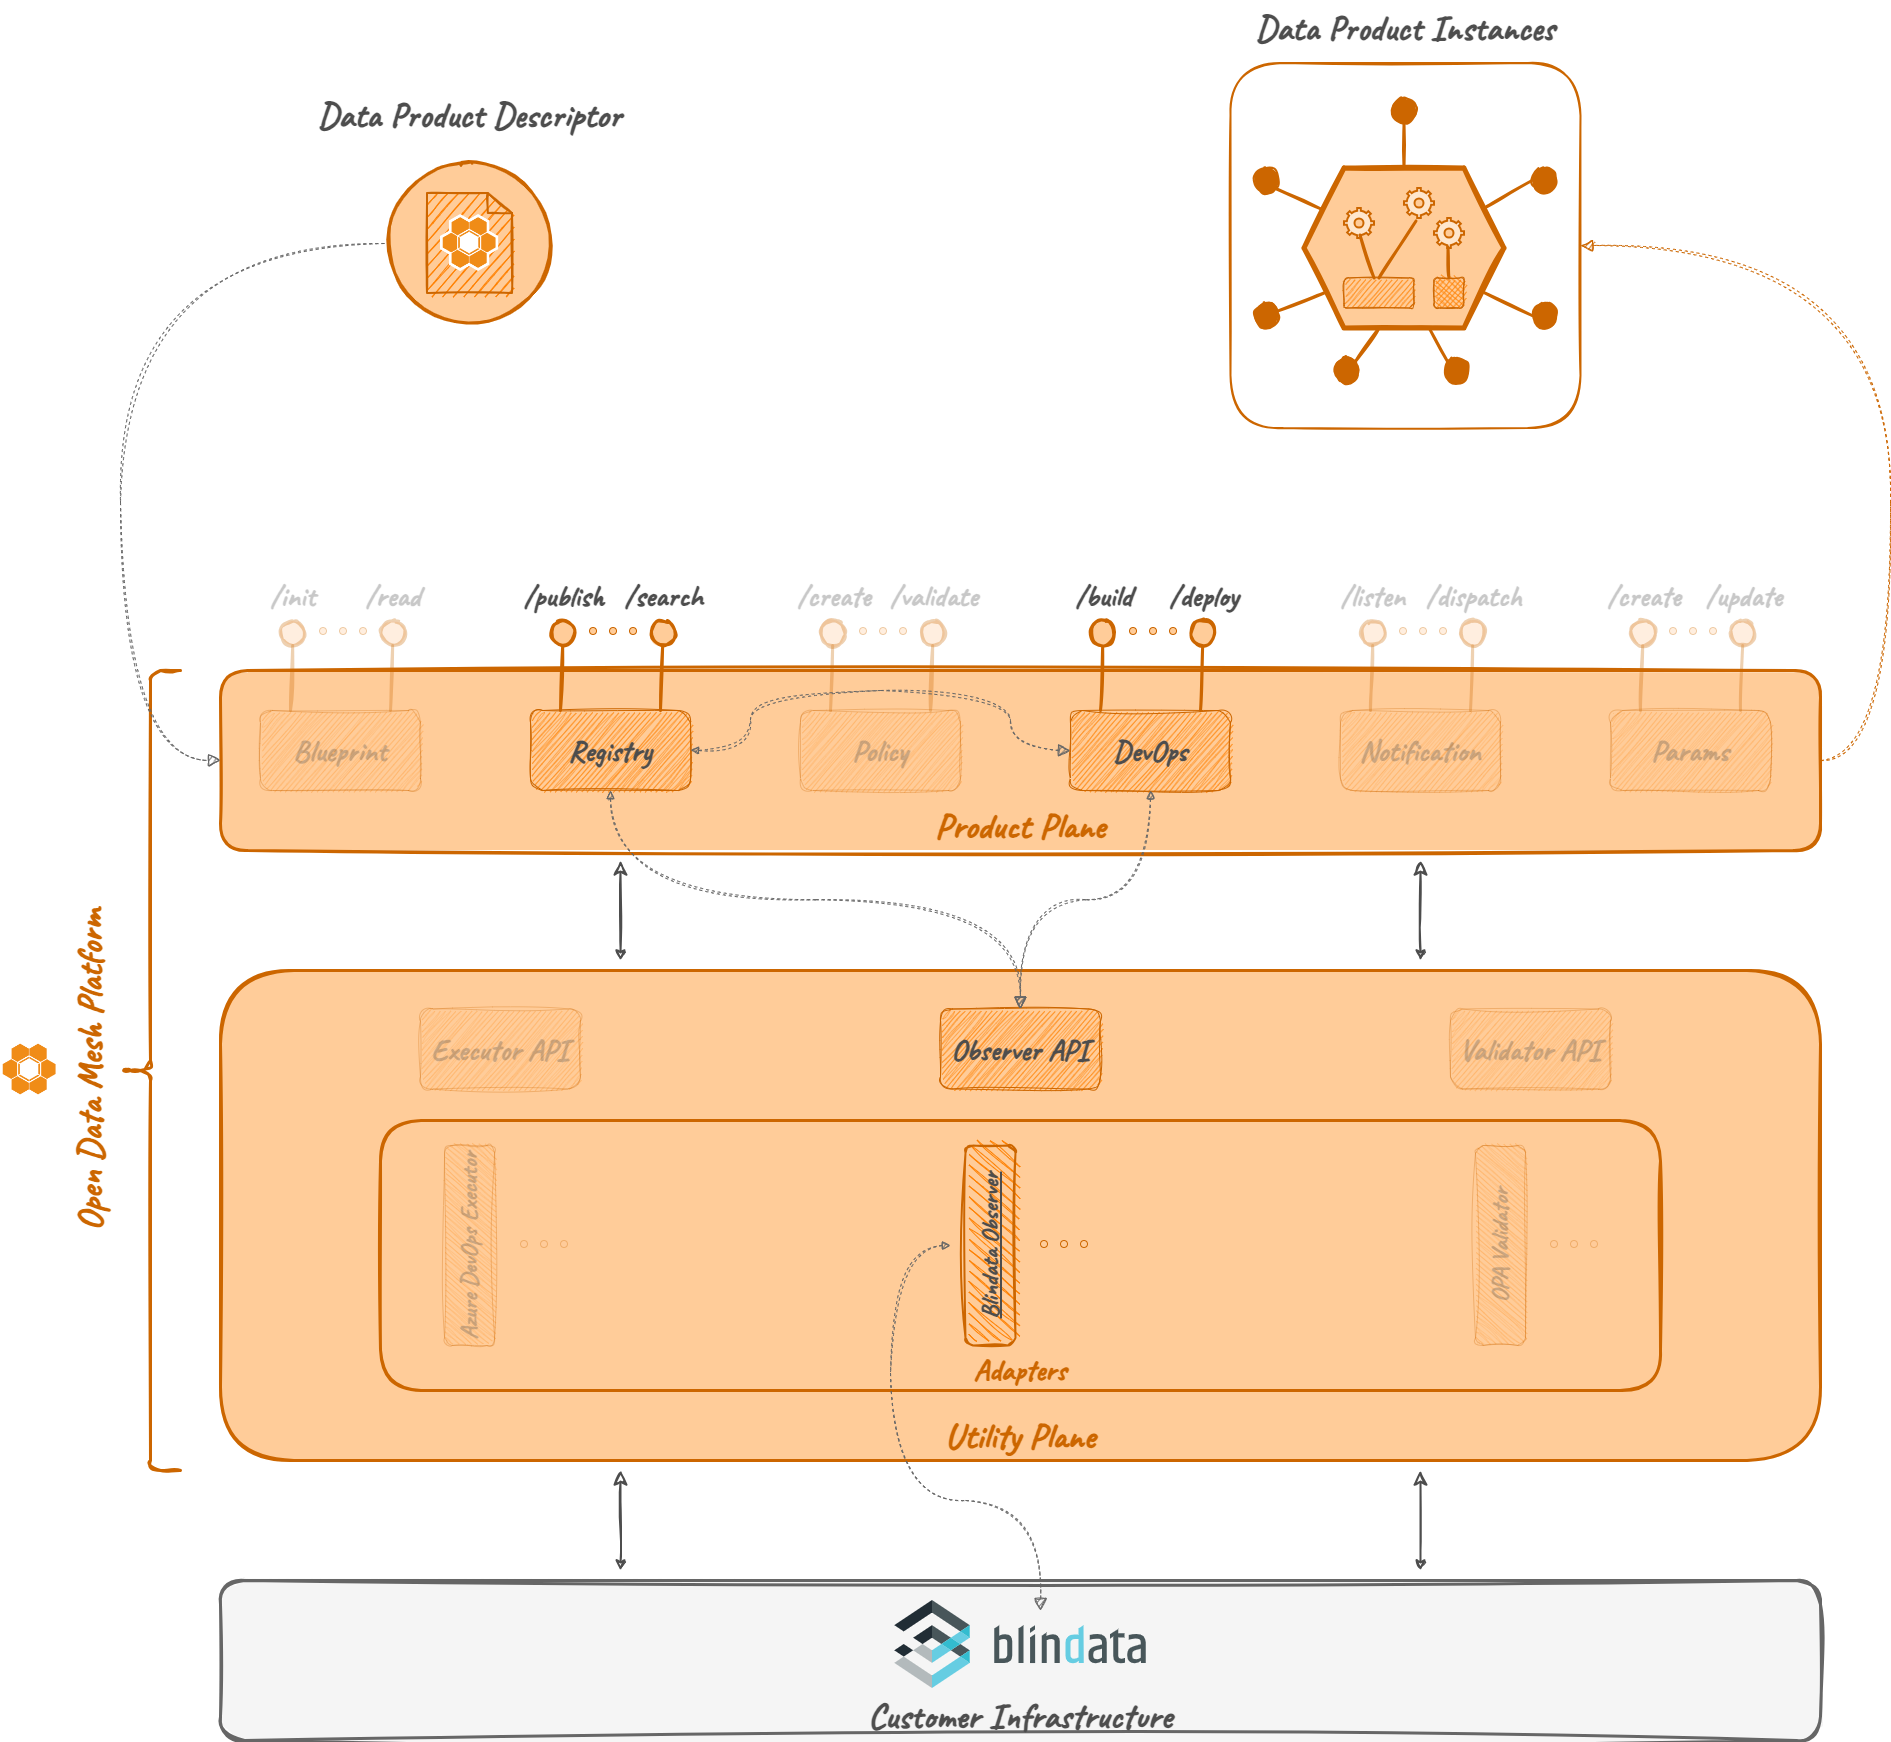 Data Product Instances
Data Product Descriptor
/init /read /publish /search /create /validate /build /deploy /listen /dispatch /create /update
Blueprint Registry Policy DevOps Notification Params
Product Plane
Open Data Mesh Platform
Executor API Observer API Validator API
Azure DevOps Executor
Blindata Observer
OPA Validator
Adapters
Utility Plane
blindata
Customer Infrastructure